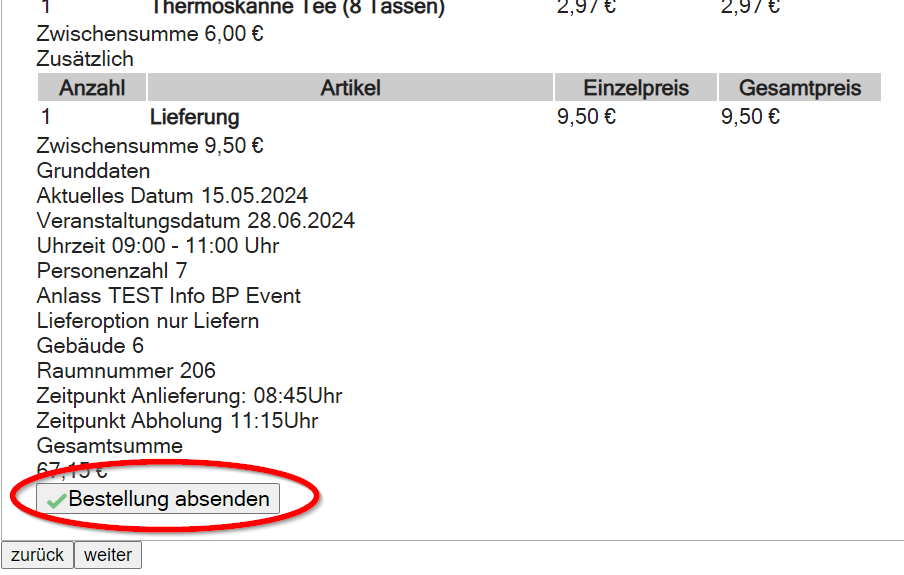 1 Thermoskanne Tee (8 Tassen) 2,97 € 2,97 €
Zwischensumme 6,00 €
Zusätzlich
Anzahl Artikel Einzelpreis Gesamtpreis
1 Lieferung 9,50 € 9,50 €
Zwischensumme 9,50 €
Grunddaten
Aktuelles Datum 15.05.2024
Veranstaltungsdatum 28.06.2024
Uhrzeit 09:00 - 11:00 Uhr
Personenzahl 7
Anlass TEST Info BP Event
Lieferoption nur Liefern
Gebäude 6
Raumnummer 206
Zeitpunkt Anlieferung: 08:45Uhr
Zeitpunkt Abholung 11:15Uhr
Gesamtsumme
67,15 €
Bestellung absenden
zurück weiter